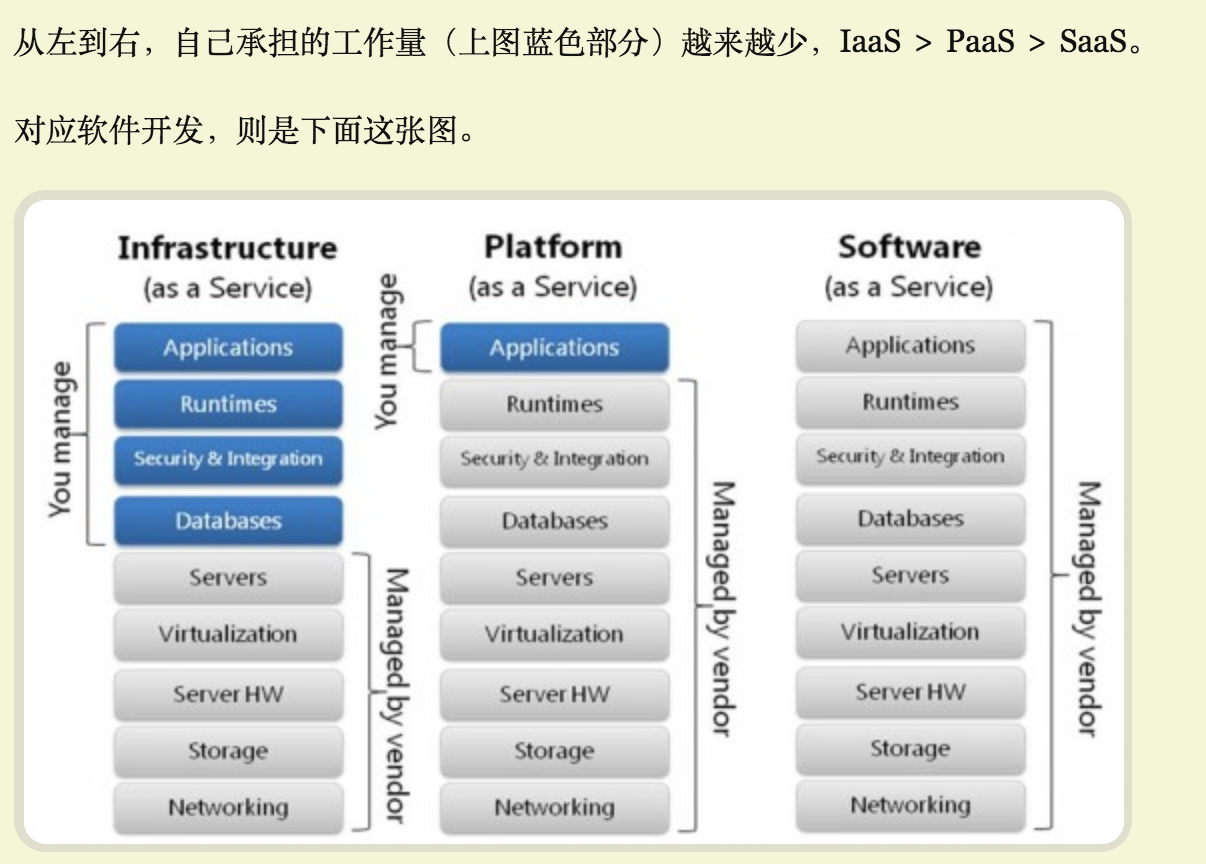 从左到右，自己承担的工作量（上图蓝色部分）越来越少，IaaS > PaaS > SaaS。
对应软件开发，则是下面这张图。
Infrastructure
(as a Service)
You manage
Applications
Runtimes
Security & Integration
Databases
Servers
Virtualization
Server HW
Storage
Networking
Managed by vendor
Platform
(as a Service)
You manage
Applications
Runtimes
Security & Integration
Databases
Servers
Virtualization
Server HW
Storage
Networking
Managed by vendor
Software
(as a Service)
Applications
Runtimes
Security & Integration
Databases
Servers
Virtualization
Server HW
Storage
Networking
Managed by vendor